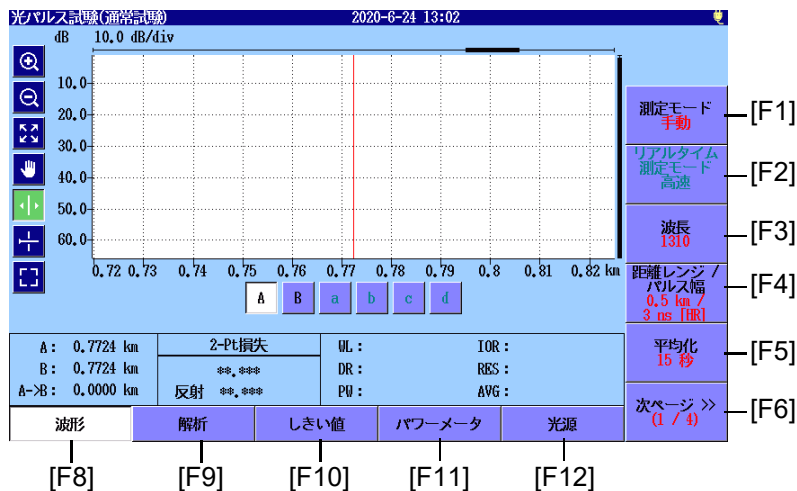 光パルス試験(通常試験) 2020-6-24 13:02
dB 10.0 dB/div
10.0
20.0
30.0
40.0
50.0
60.0
0.72 0.73 0.74 0.75 0.76 0.77 0.78 0.79 0.8 0.81 0.82 km
A B a b c d
A: 0.7724 km
B: 0.7724 km
A->B: 0.0000 km
2-Pt損失
**.***
反射 **.***
WL: IOR:
DR: RES:
PW: AVG:
波形 解析 しきい値 パワーメータ 光源
[F8] [F9] [F10] [F11] [F12]
測定モード
手動
[F1]
リアルタイム
測定モード
高速
[F2]
波長
1310
[F3]
距離レンジ /
パルス幅
0.5 km /
3 ns [HR]
[F4]
平均化
15 秒
[F5]
次ページ >>
(1 / 4)
[F6]